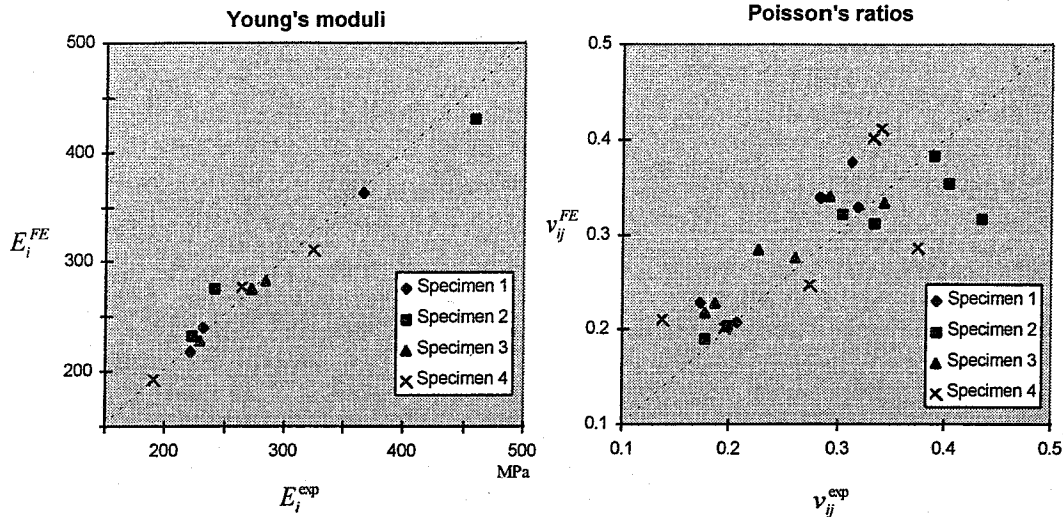 Young's moduli
500
400
300
200
E_i^FE
Specimen 1
Specimen 2
Specimen 3
Specimen 4
200
300
400
500
MPa
E_i^exp
Poisson's ratios
0.5
0.4
0.3
0.2
0.1
ν_ij^FE
Specimen 1
Specimen 2
Specimen 3
Specimen 4
0.1
0.2
0.3
0.4
0.5
ν_ij^exp